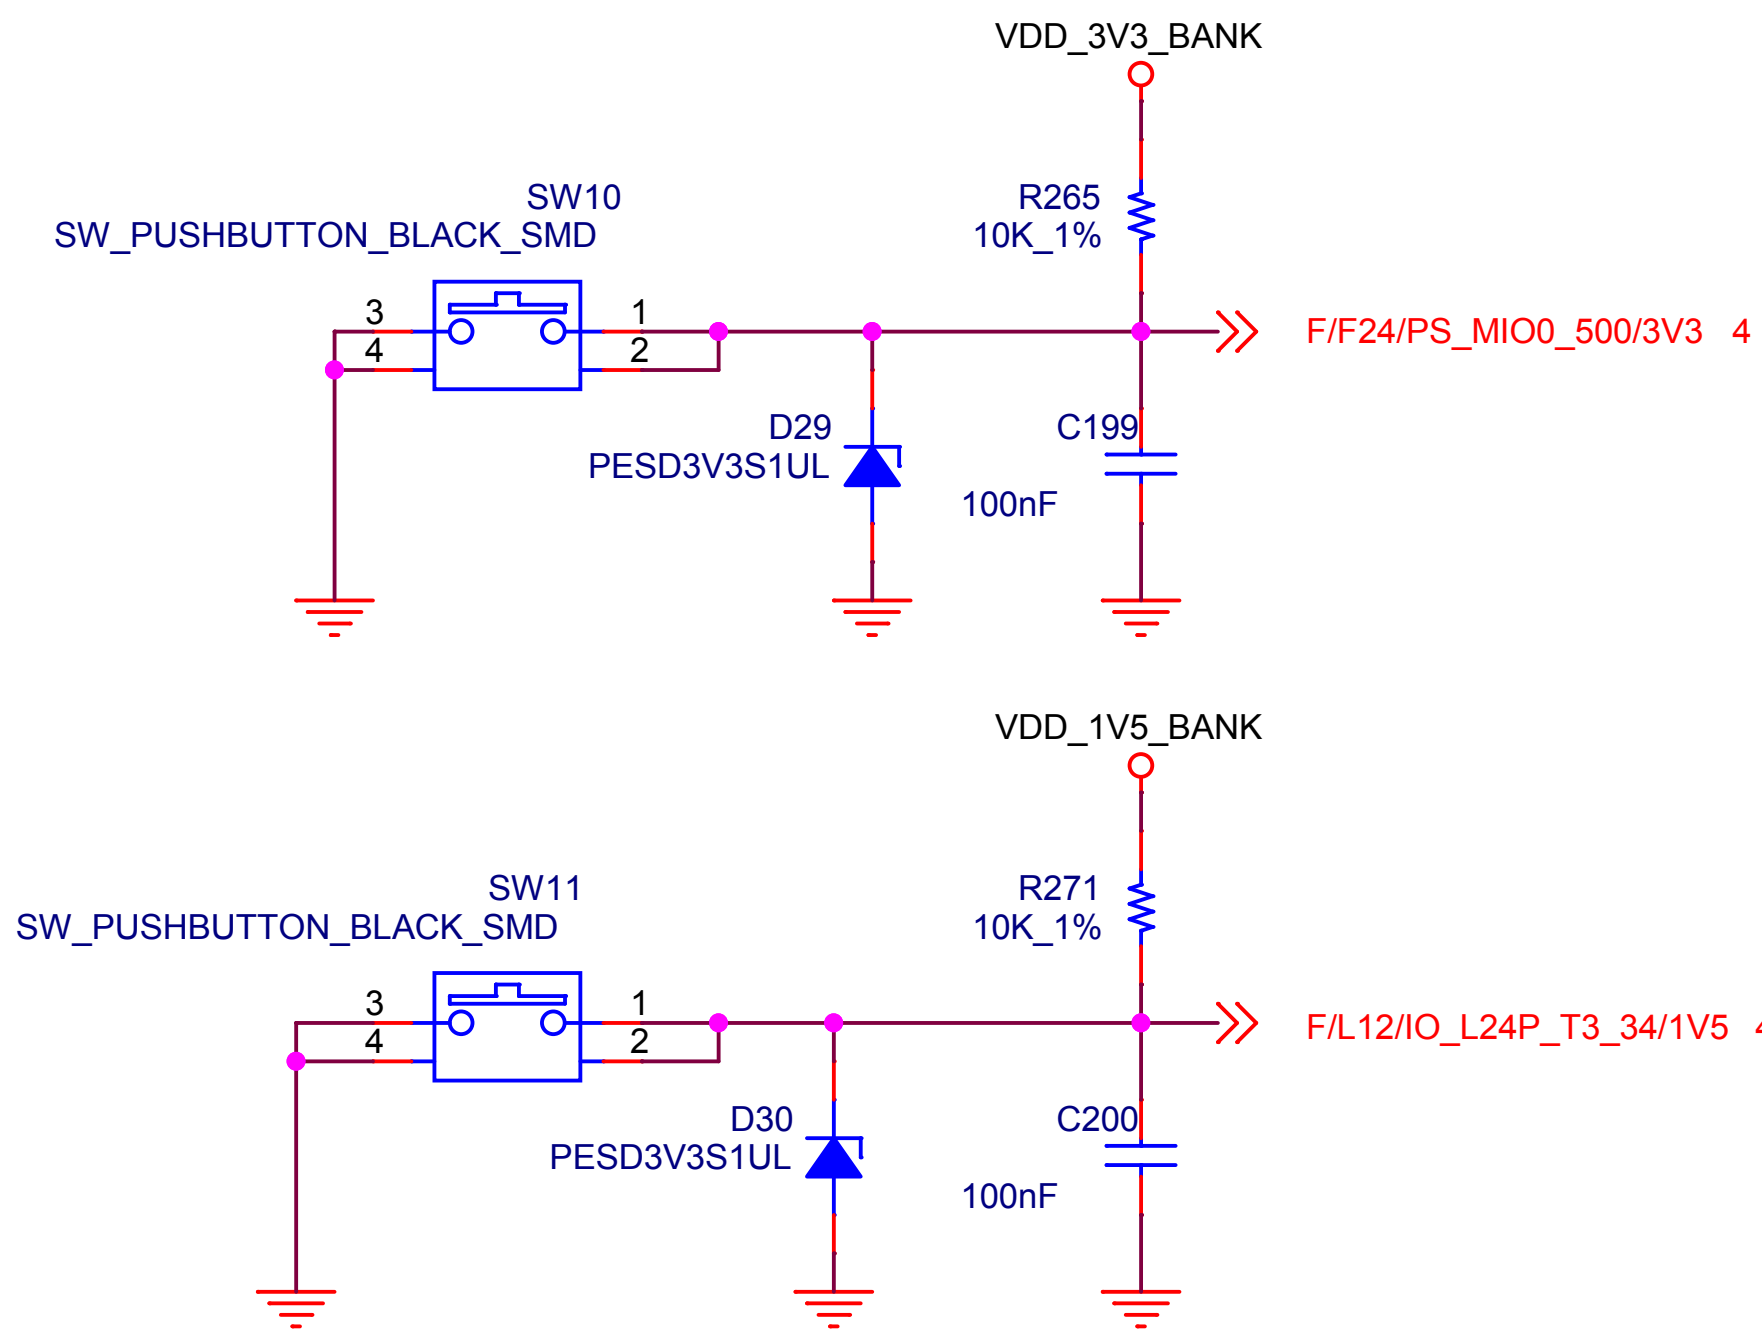 VDD_3V3_BANK
SW10
SW_PUSHBUTTON_BLACK_SMD
R265
10K_1%
3
4
1
2
F/F24/PS_MIO0_500/3V3 4
D29
PESD3V3S1UL
C199
100nF
VDD_1V5_BANK
SW11
SW_PUSHBUTTON_BLACK_SMD
R271
10K_1%
3
4
1
2
F/L12/IO_L24P_T3_34/1V5 4
D30
PESD3V3S1UL
C200
100nF